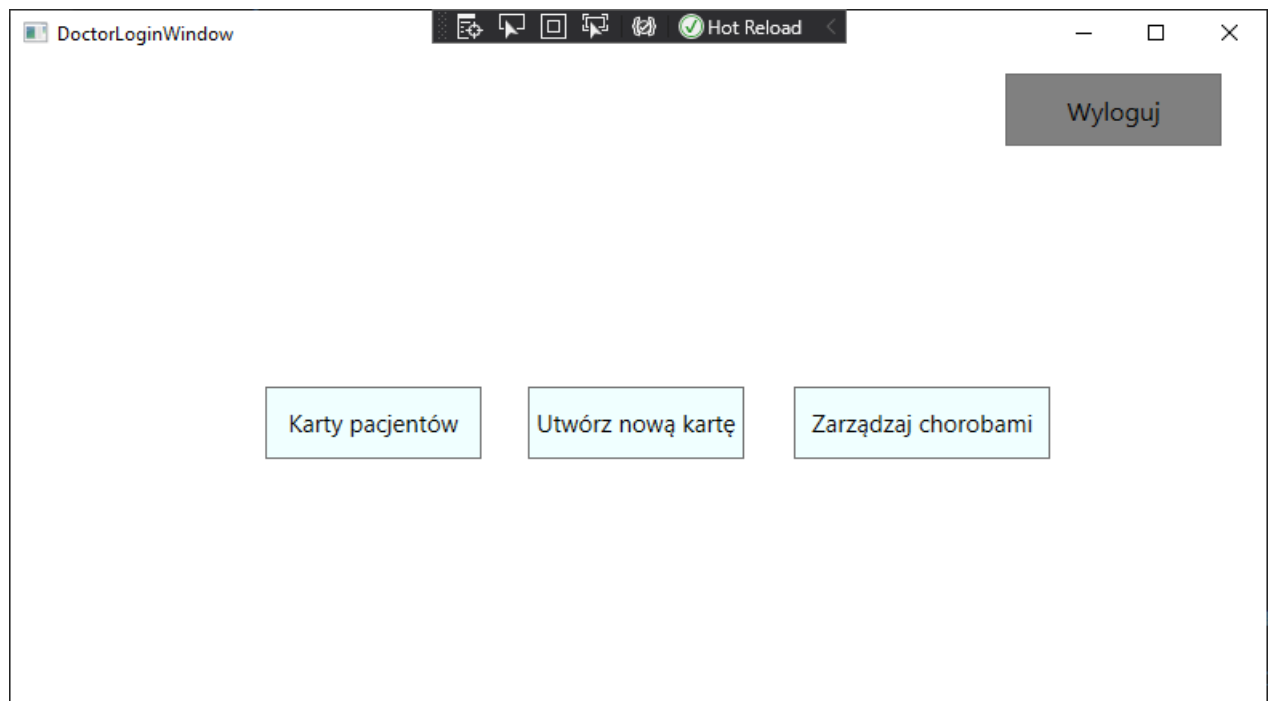 DoctorLoginWindow
Hot Reload
Wyloguj
Karty pacjentów
Utwórz nową kartę
Zarządzaj chorobami